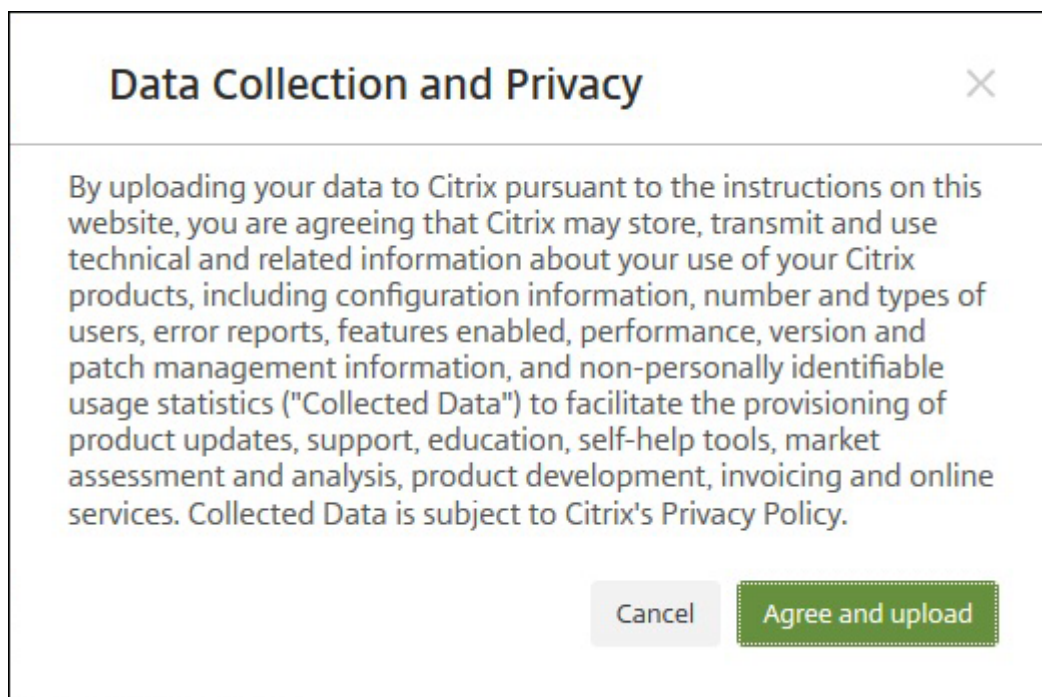 Data Collection and Privacy
By uploading your data to Citrix pursuant to the instructions on this
website, you are agreeing that Citrix may store, transmit and use
technical and related information about your use of your Citrix
products, including configuration information, number and types of
users, error reports, features enabled, performance, version and
patch management information, and non-personally identifiable
usage statistics ("Collected Data") to facilitate the provisioning of
product updates, support, education, self-help tools, market
assessment and analysis, product development, invoicing and online
services. Collected Data is subject to Citrix's Privacy Policy.
Cancel
Agree and upload